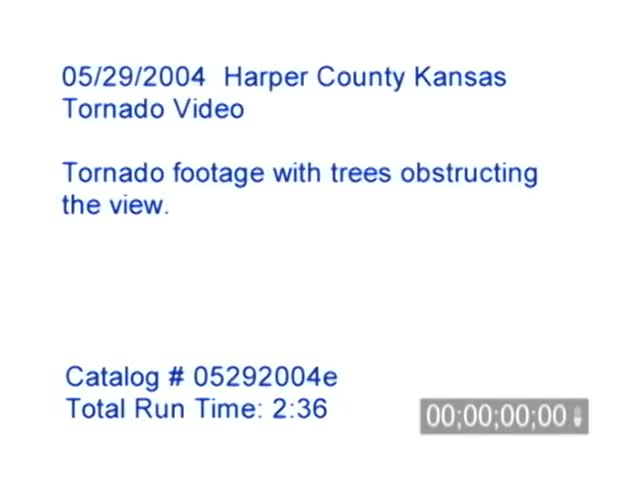 05/29/2004 Harper County Kansas
Tornado Video
Tornado footage with trees obstructing
the view.
Catalog # 05292004e
Total Run Time: 2:36
00;00;00;00